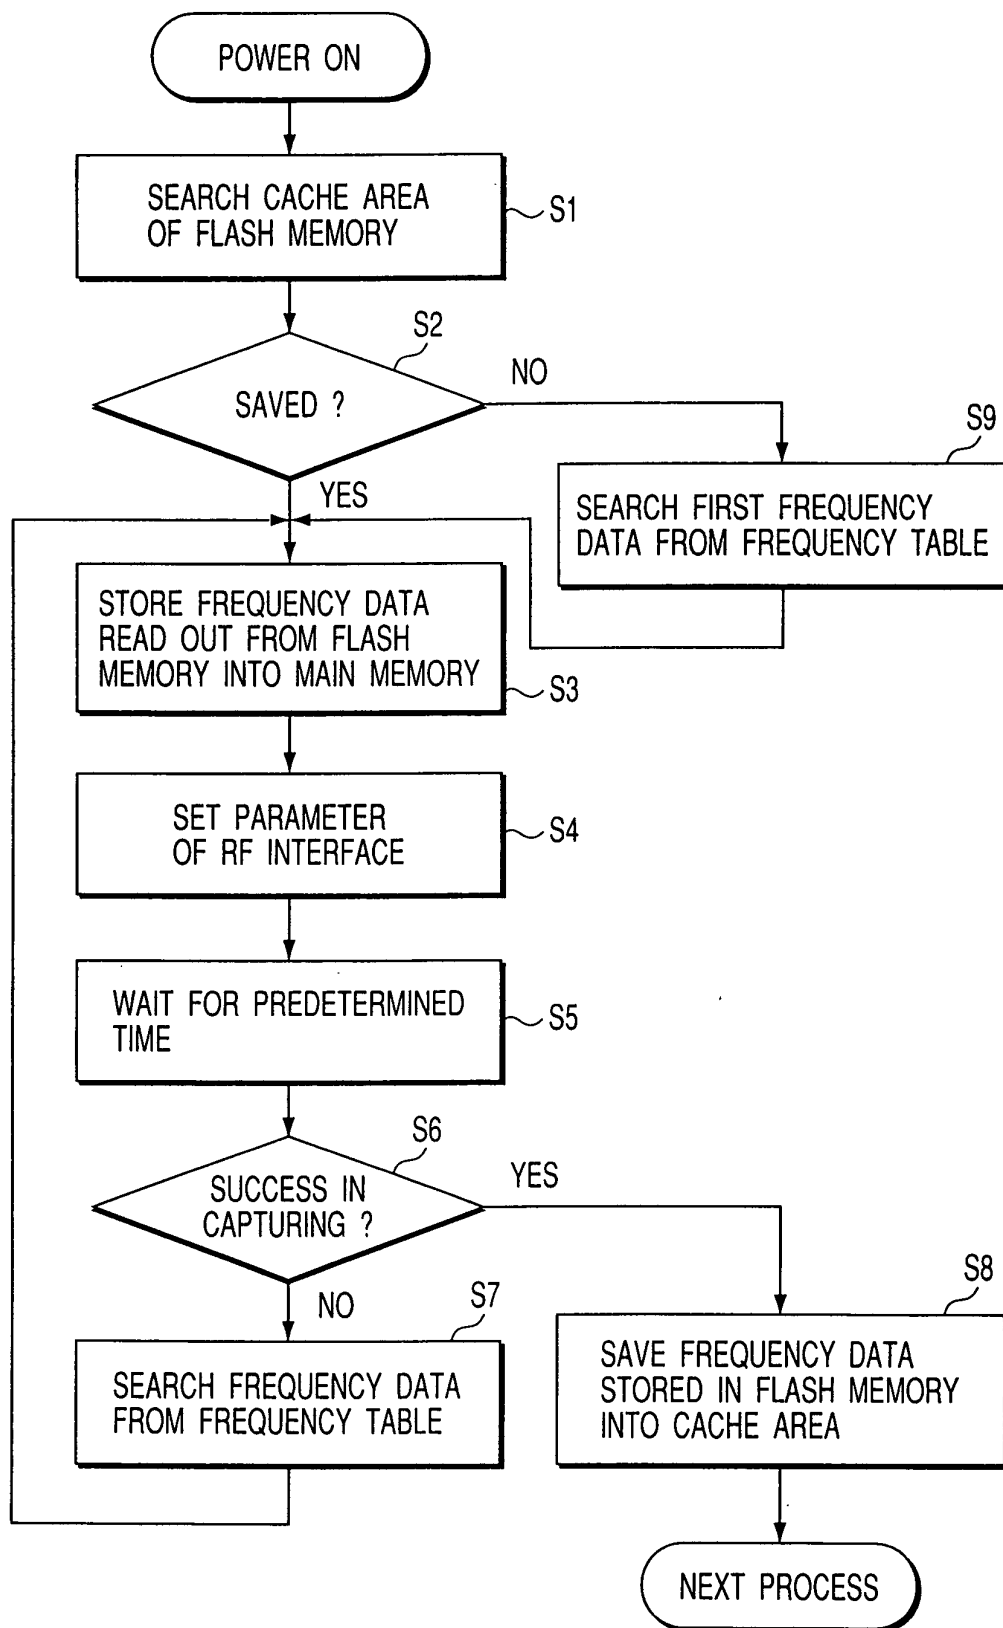 POWER ON
SEARCH CACHE AREA
OF FLASH MEMORY
S1
S2
SAVED ?
NO
YES
S9
SEARCH FIRST FREQUENCY
DATA FROM FREQUENCY TABLE
STORE FREQUENCY DATA
READ OUT FROM FLASH
MEMORY INTO MAIN MEMORY
S3
SET PARAMETER
OF RF INTERFACE
S4
WAIT FOR PREDETERMINED
TIME
S5
S6
SUCCESS IN
CAPTURING ?
YES
NO
S7
SEARCH FREQUENCY DATA
FROM FREQUENCY TABLE
S8
SAVE FREQUENCY DATA
STORED IN FLASH MEMORY
INTO CACHE AREA
NEXT PROCESS